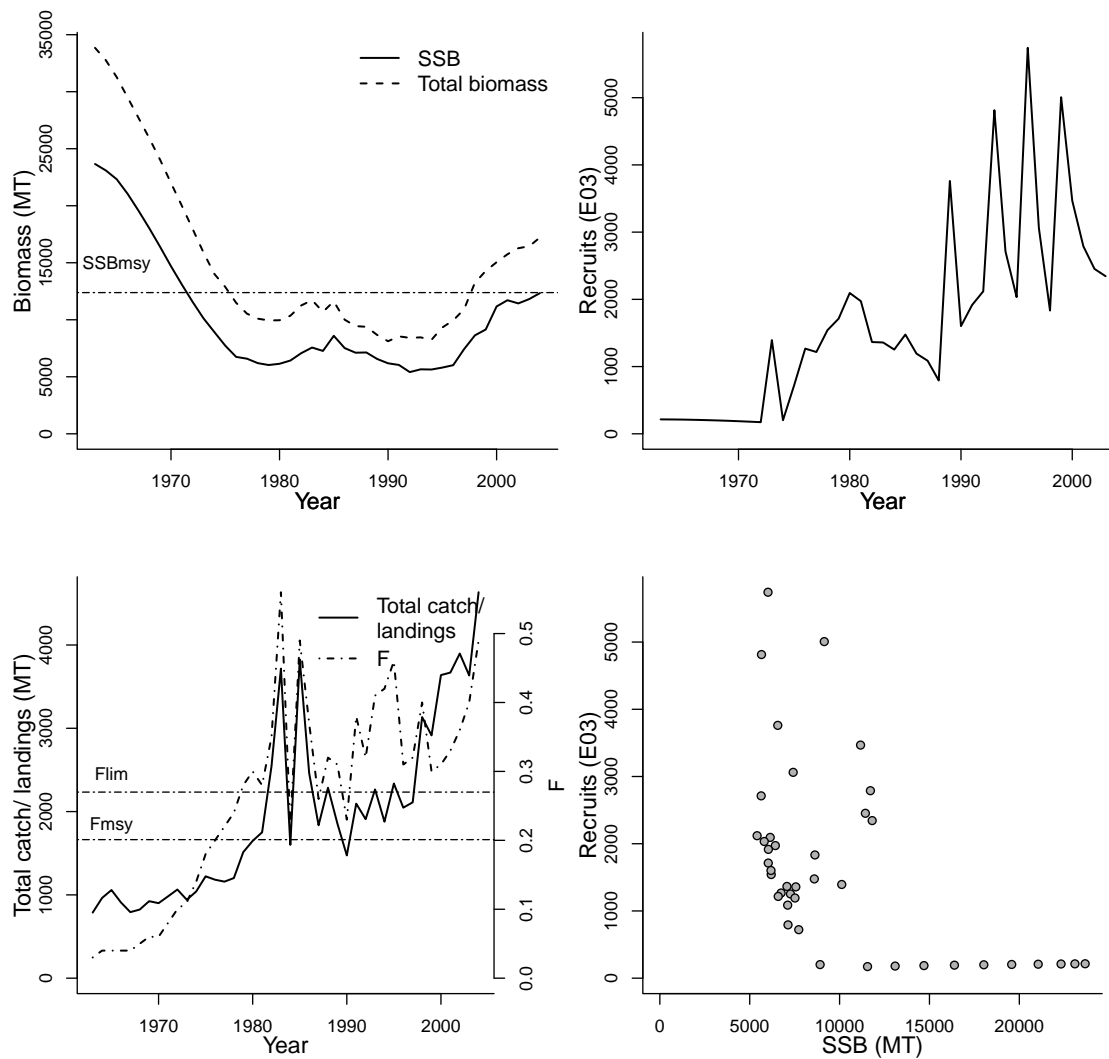 SSB
Total biomass
SSBmsy
Biomass (MT)
0
5000
15000
25000
35000
1970
1980
1990
2000
Year
Recruits (E03)
0
1000
2000
3000
4000
5000
1970
1980
1990
2000
Year
Total catch/
landings
F
Flim
Fmsy
Total catch/ landings (MT)
0
1000
2000
3000
4000
0.0
0.1
0.2
0.3
0.4
0.5
F
1970
1980
1990
2000
Year
Recruits (E03)
0
1000
2000
3000
4000
5000
0
5000
10000
15000
20000
SSB (MT)